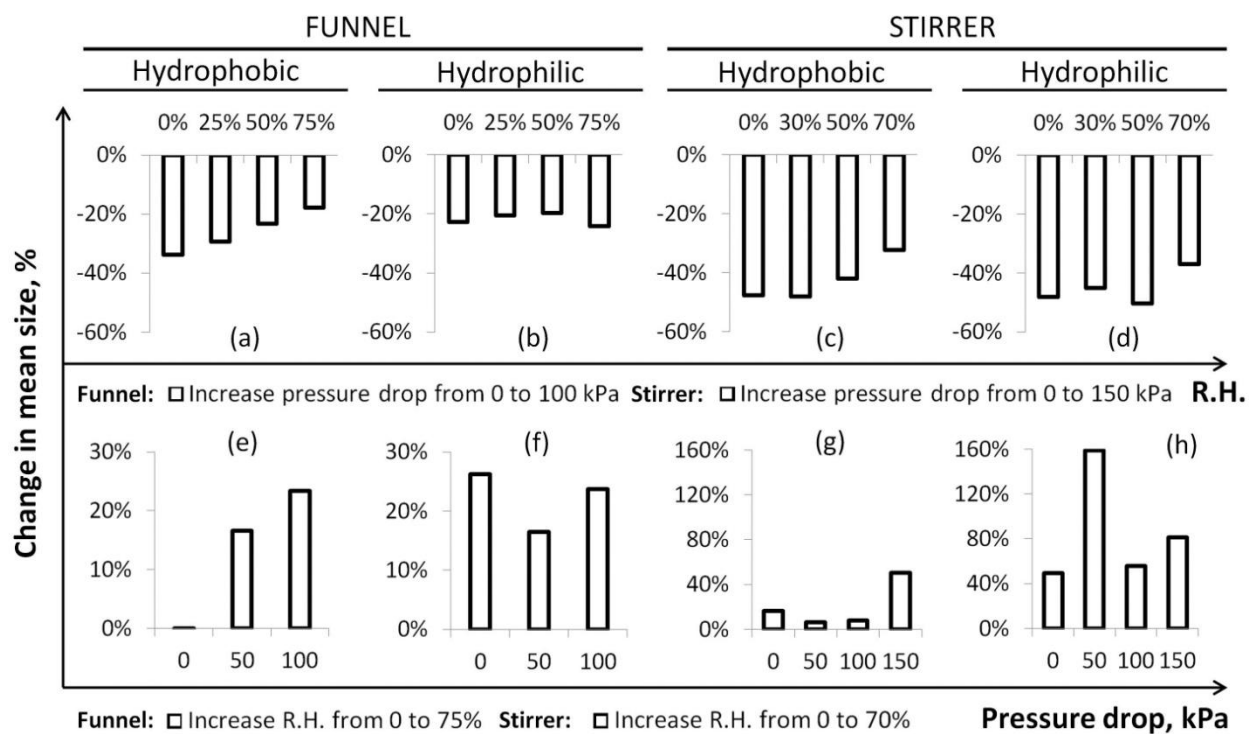 FUNNEL STIRRER
Hydrophobic Hydrophilic Hydrophobic Hydrophilic
0% 25% 50% 75% 0% 25% 50% 75% 0% 30% 50% 70% 0% 30% 50% 70%
0% 0% 0% 0%
-20% -20% -20% -20%
-40% -40% -40% -40%
-60% -60% -60% -60%
(a) (b) (c) (d)
Funnel: Increase pressure drop from 0 to 100 kPa Stirrer: Increase pressure drop from 0 to 150 kPa R.H.
Change in mean size, %
(e) (f) (g) (h)
30% 30% 160% 160%
20% 20% 120% 120%
80% 80%
10% 10% 40% 40%
0% 0% 0% 0%
0 50 100 0 50 100 0 50 100 150 0 50 100 150
Funnel: Increase R.H. from 0 to 75% Stirrer: Increase R.H. from 0 to 70% Pressure drop, kPa